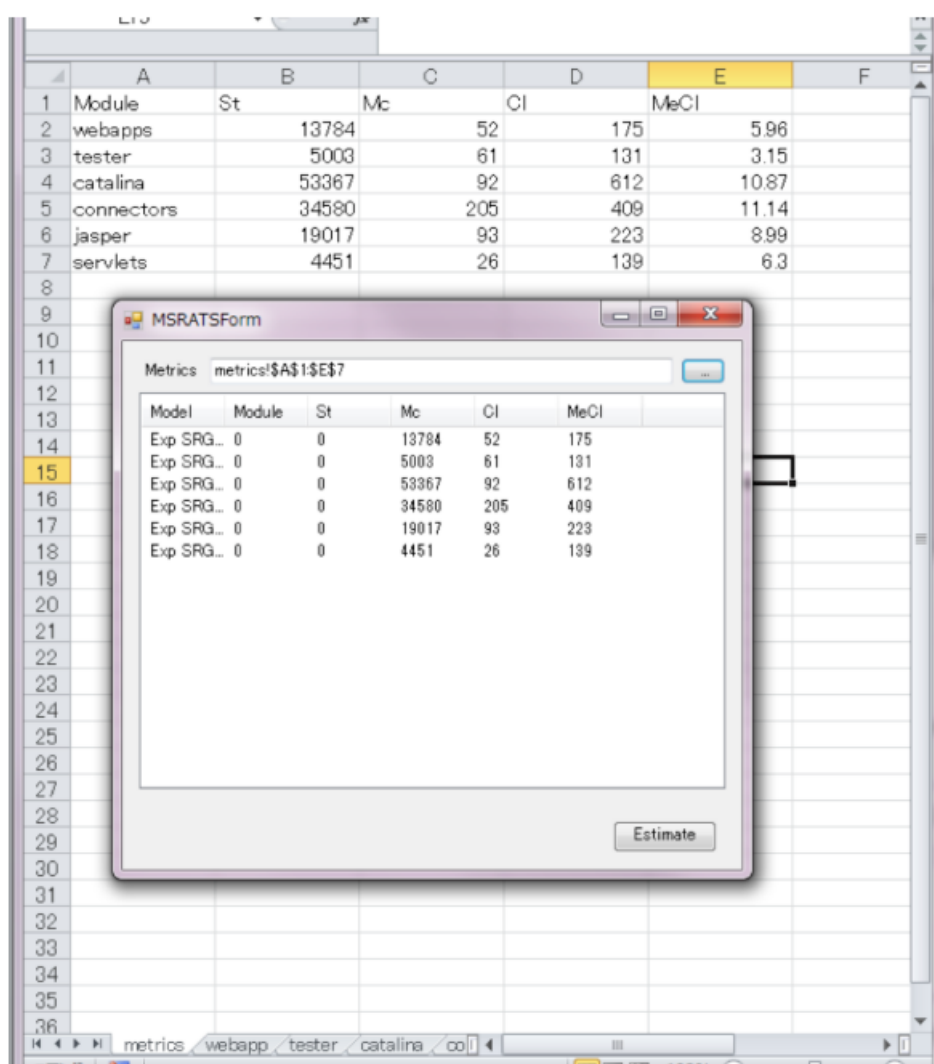 A B C D E F
1 Module St Mc Cl MeCl
2 webapps 13784 52 175 5.96
3 tester 5003 61 131 3.15
4 catalina 53367 92 612 10.87
5 connectors 34580 205 409 11.14
6 jasper 19017 93 223 8.99
7 servlets 4451 26 139 6.3
8
9
MSRATSForm
10
11
Metrics metrics!$A$1:$E$7 ...
12
13
Model Module St Mc Cl MeCl
14
Exp SRG... 0 0 13784 52 175
15
Exp SRG... 0 0 5003 61 131
Exp SRG... 0 0 53367 92 612
16
Exp SRG... 0 0 34580 205 409
17
Exp SRG... 0 0 19017 93 223
18
Exp SRG... 0 0 4451 26 139
19
20
21
22
23
24
25
26
27
28
29
Estimate
30
31
32
33
34
35
36
metrics webapp tester catalina co